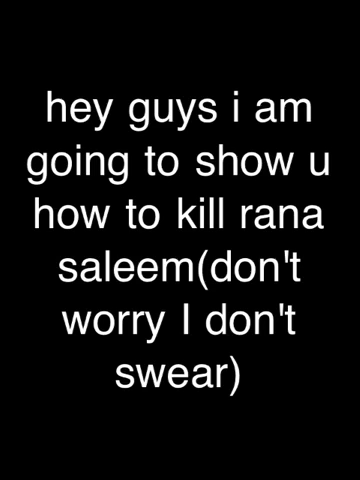 hey guys i am
going to show u
how to kill rana
saleem(don't
worry I don't
swear)